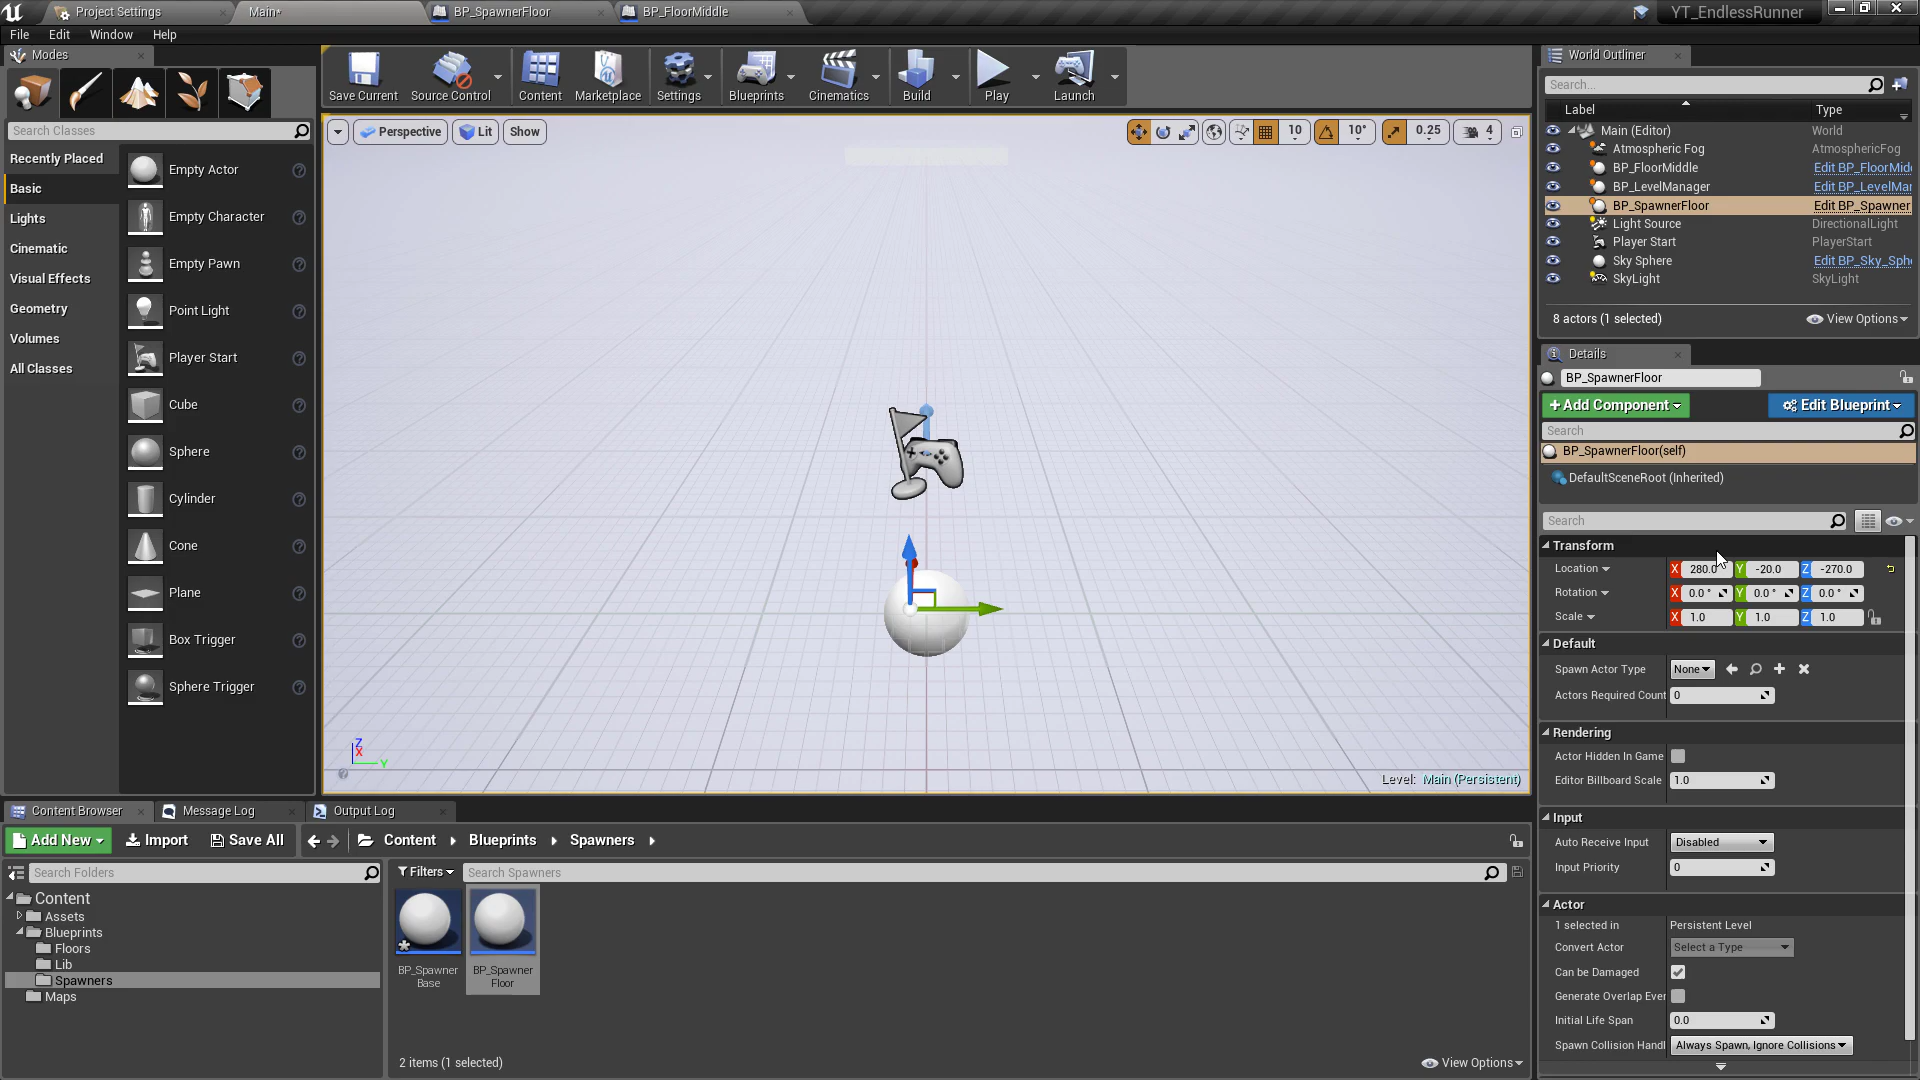 Project Settings
Main*
BP_SpawnerFloor
BP_FloorMiddle
YT_EndlessRunner
File
Edit
Window
Help
Modes
Search Classes
Recently Placed
Basic
Lights
Cinematic
Visual Effects
Geometry
Volumes
All Classes
Empty Actor
Empty Character
Empty Pawn
Point Light
Player Start
Cube
Sphere
Cylinder
Cone
Plane
Box Trigger
Sphere Trigger
Save Current
Source Control
Content
Marketplace
Settings
Blueprints
Cinematics
Build
Play
Launch
Perspective
Lit
Show
10
10°
0.25
4
Z
X
Y
Level: Main (Persistent)
World Outliner
Search...
Label
Type
Main (Editor)
World
Atmospheric Fog
AtmosphericFog
BP_FloorMiddle
Edit BP_FloorMid
BP_LevelManager
Edit BP_LevelMar
BP_SpawnerFloor
Edit BP_Spawner
Light Source
DirectionalLight
Player Start
PlayerStart
Sky Sphere
Edit BP_Sky_Sph
SkyLight
SkyLight
8 actors (1 selected)
View Options
Details
BP_SpawnerFloor
+Add Component
Edit Blueprint
Search
BP_SpawnerFloor(self)
DefaultSceneRoot (Inherited)
Search
Transform
Location
X 280.0 Y -20.0 Z -270.0
Rotation
X 0.0 ° Y 0.0 ° Z 0.0 °
Scale
X 1.0 Y 1.0 Z 1.0
Default
Spawn Actor Type
None
Actors Required Count
0
Rendering
Actor Hidden In Game
Editor Billboard Scale
1.0
Input
Auto Receive Input
Disabled
Input Priority
0
Actor
1 selected in
Persistent Level
Convert Actor
Select a Type
Can be Damaged
Generate Overlap Ever
Initial Life Span
0.0
Spawn Collision Handl
Always Spawn, Ignore Collisions
Content Browser
Message Log
Output Log
Add New
Import
Save All
Content
Blueprints
Spawners
Search Folders
Filters
Search Spawners
Content
Assets
Blueprints
Floors
Lib
Spawners
Maps
BP_Spawner
Base
BP_Spawner
Floor
2 items (1 selected)
View Options